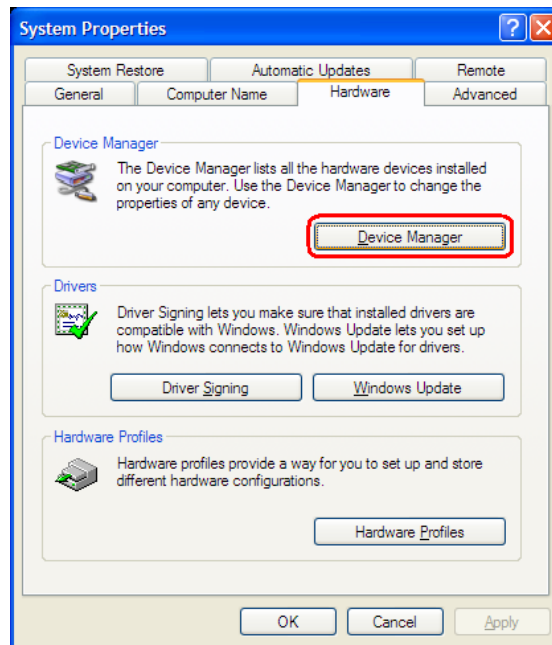 System Properties
System Restore Automatic Updates Remote
General Computer Name Hardware Advanced
Device Manager
The Device Manager lists all the hardware devices installed
on your computer. Use the Device Manager to change the
properties of any device.
Device Manager
Drivers
Driver Signing lets you make sure that installed drivers are
compatible with Windows. Windows Update lets you set up
how Windows connects to Windows Update for drivers.
Driver Signing Windows Update
Hardware Profiles
Hardware profiles provide a way for you to set up and store
different hardware configurations.
Hardware Profiles
OK Cancel Apply